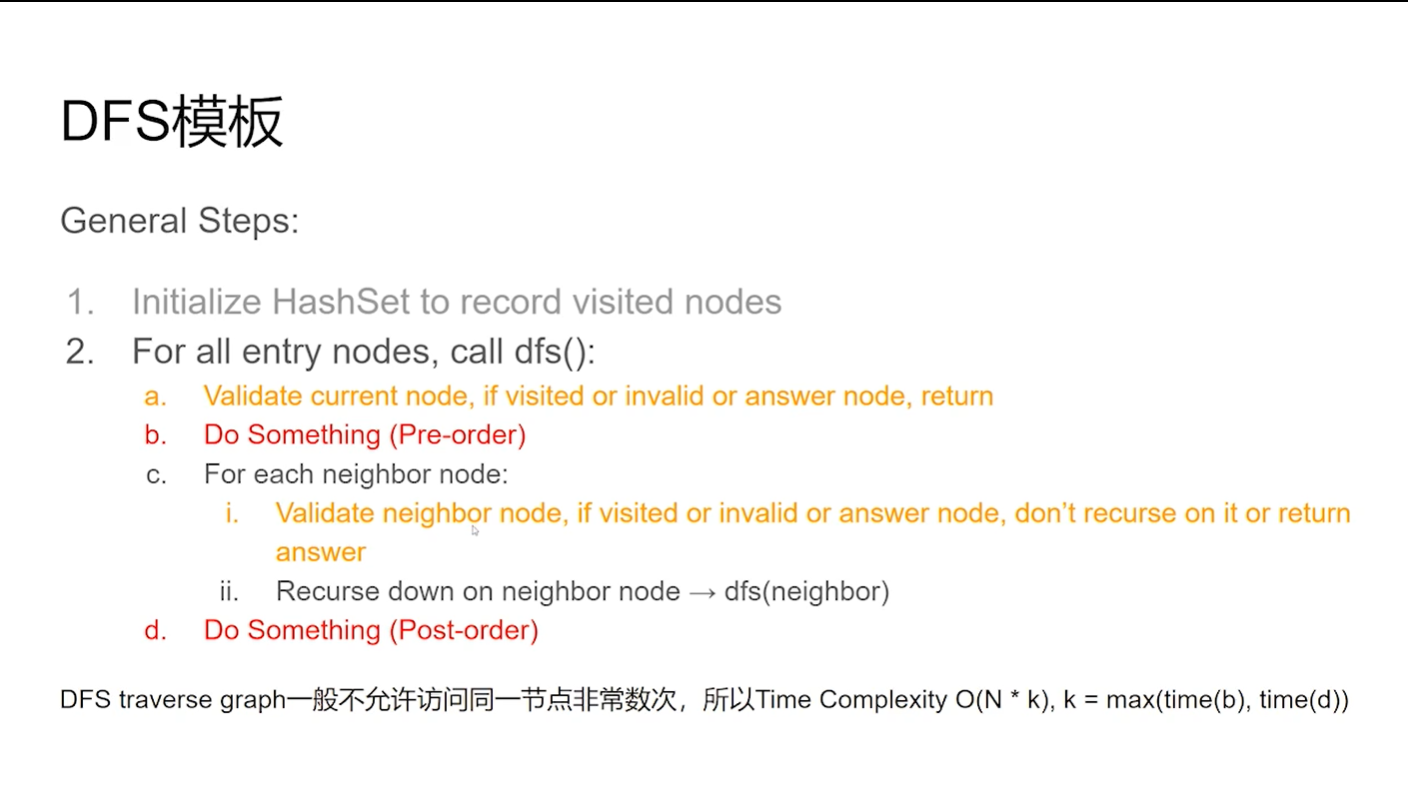 DFS模板
General Steps:
1. Initialize HashSet to record visited nodes
2. For all entry nodes, call dfs():
a. Validate current node, if visited or invalid or answer node, return
b. Do Something (Pre-order)
c. For each neighbor node:
i. Validate neighbor node, if visited or invalid or answer node, don’t recurse on it or return
answer
ii. Recurse down on neighbor node → dfs(neighbor)
d. Do Something (Post-order)
DFS traverse graph一般不允许访问同一节点非常数次，所以Time Complexity O(N * k), k = max(time(b), time(d))